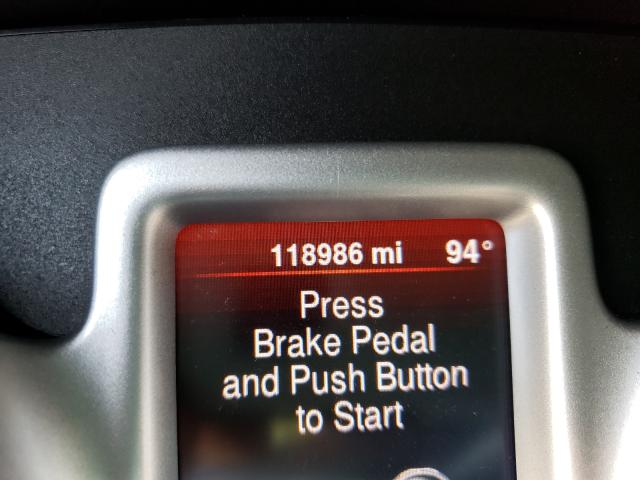 118986 mi 94°
Press
Brake Pedal
and Push Button
to Start